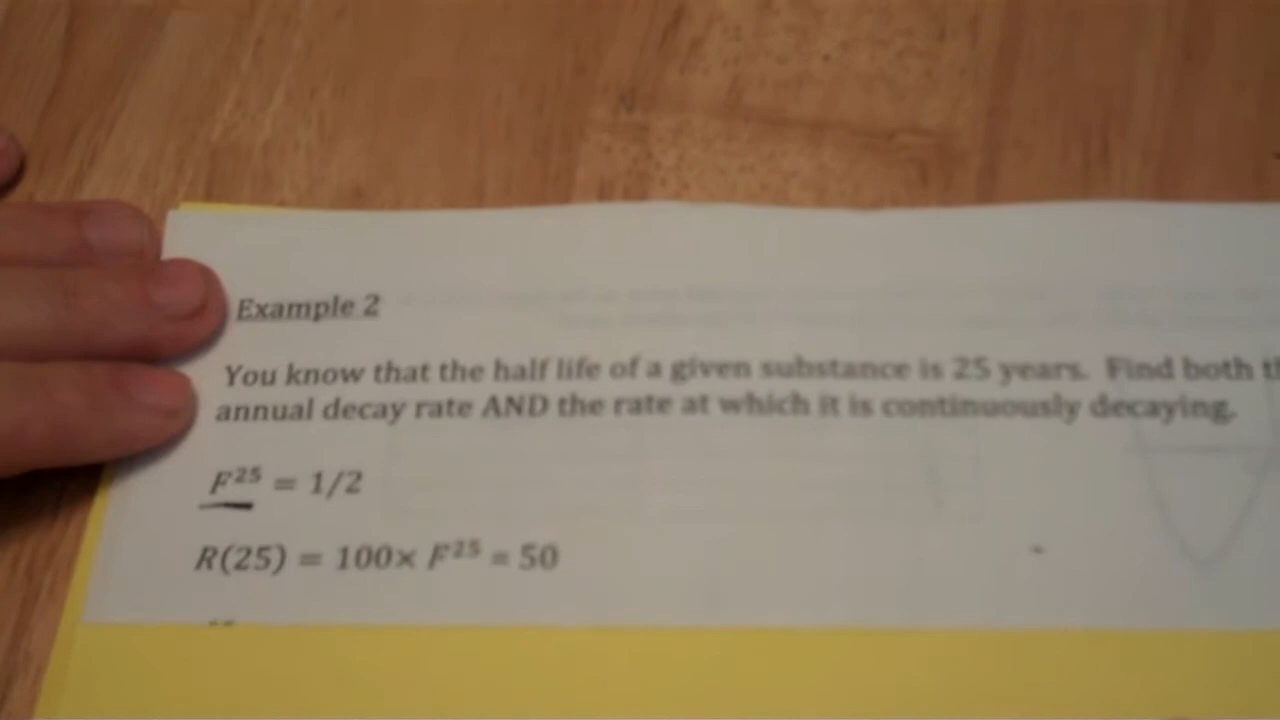 Example 2
You know that the half life of a given substance is 25 years. Find both
annual decay rate AND the rate at which it is continuously decaying.
F²⁵ = 1/2
R(25) = 100× F²⁵ = 50